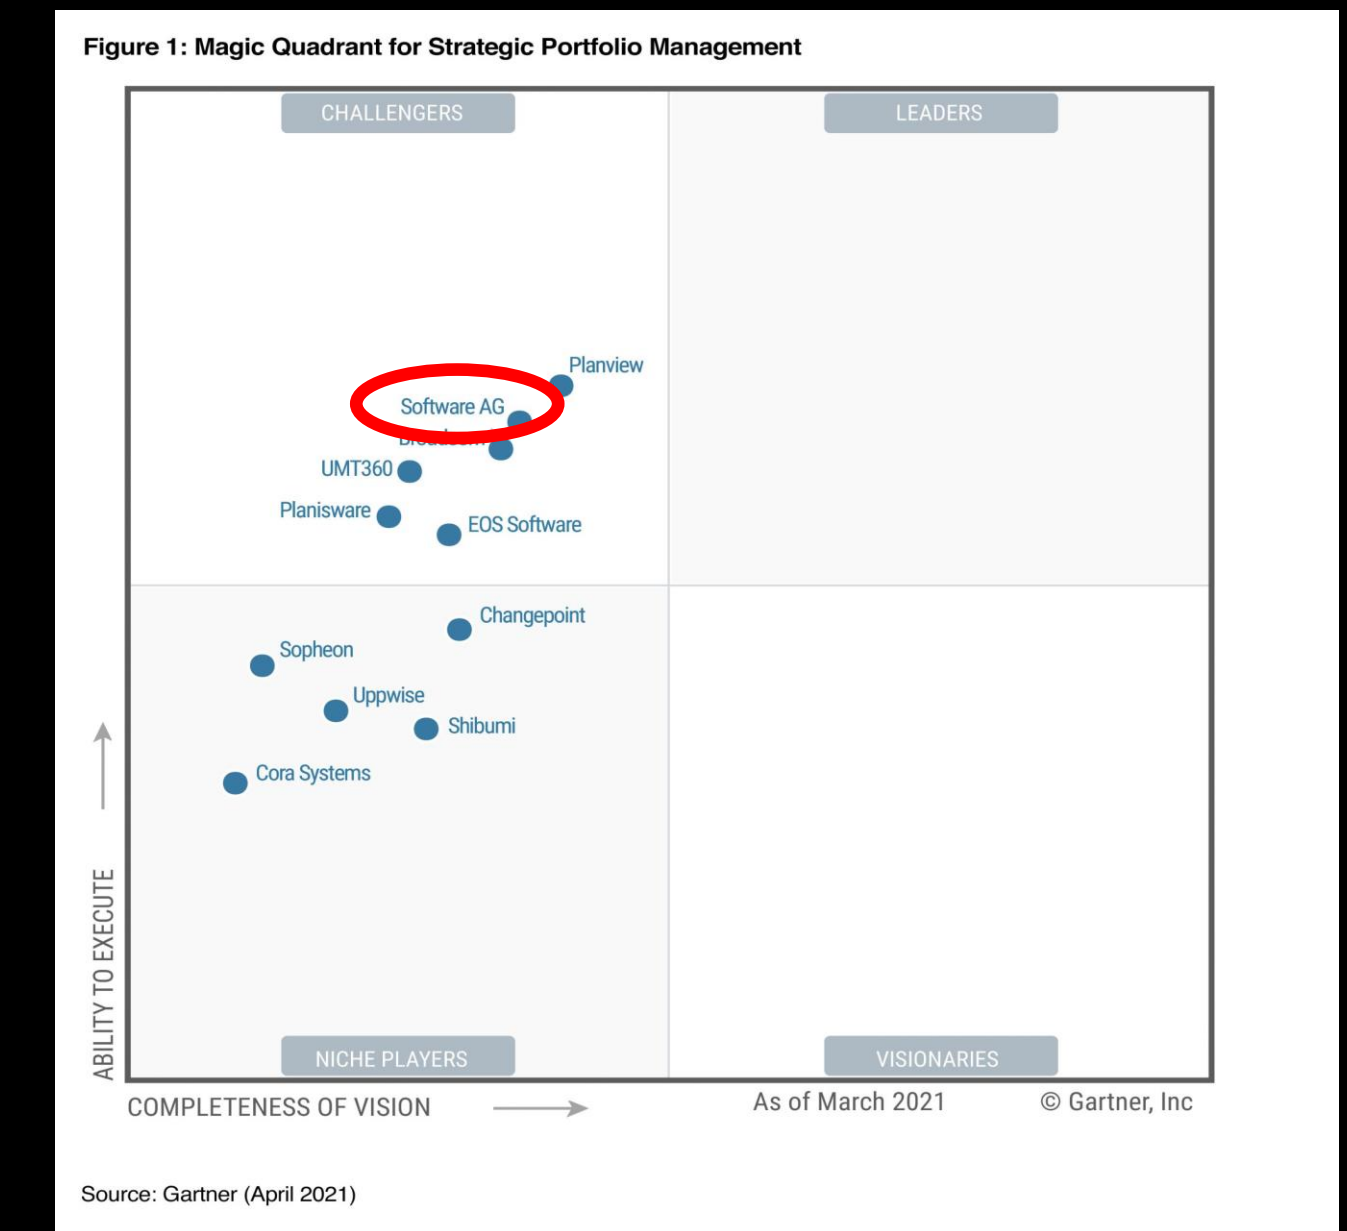 Figure 1: Magic Quadrant for Strategic Portfolio Management
CHALLENGERS
LEADERS
Planview
Software AG
UMT360
Planisware
EOS Software
Changepoint
Sopheon
Uppwise
Shibumi
Cora Systems
ABILITY TO EXECUTE
NICHE PLAYERS
VISIONARIES
COMPLETENESS OF VISION
As of March 2021
© Gartner, Inc
Source: Gartner (April 2021)